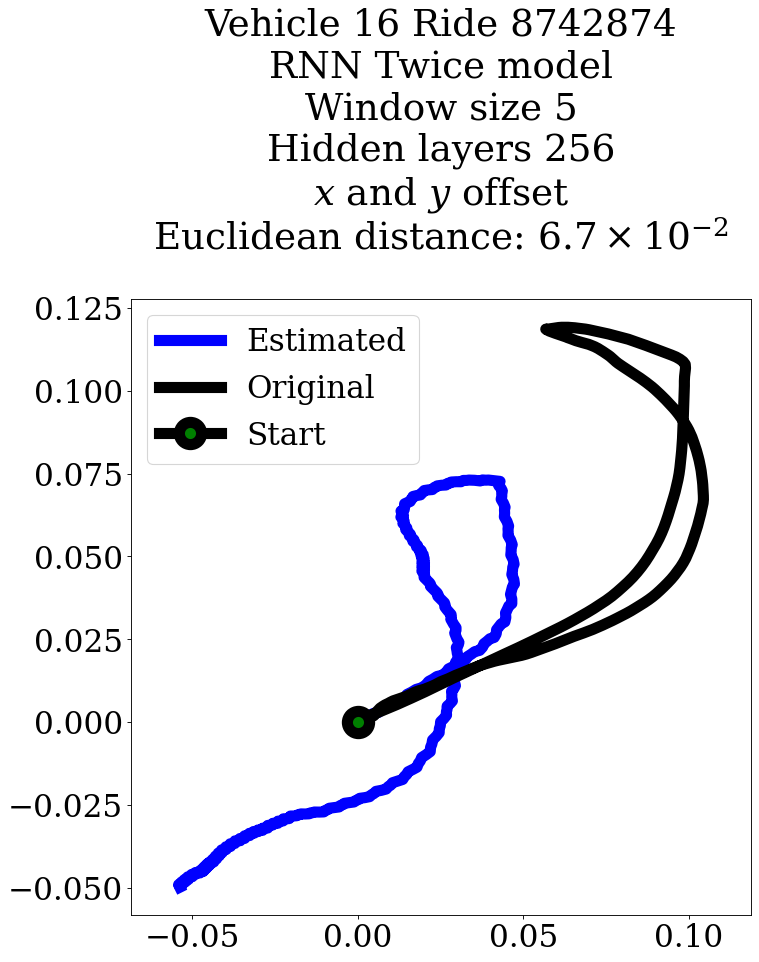 Vehicle 16 Ride 8742874
RNN Twice model
Window size 5
Hidden layers 256
x and y offset
Euclidean distance: 6.7 × 10⁻²
0.125
0.100
0.075
0.050
0.025
0.000
−0.025
−0.050
Estimated
Original
Start
−0.05
0.00
0.05
0.10